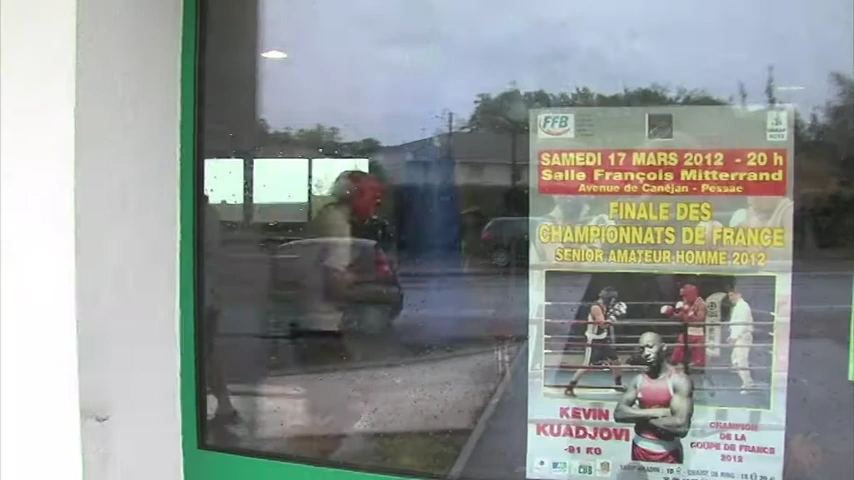 FFB
SAMEDI 17 MARS 2012 - 20 h
Salle François Mitterrand
Avenue de Canéjan - Pessac
FINALE DES
CHAMPIONNATS DE FRANCE
SENIOR AMATEUR HOMME 2012
KEVIN
KUADJOVI
-91 KG
CHAMPION
DE LA
COUPE DE FRANCE
2012